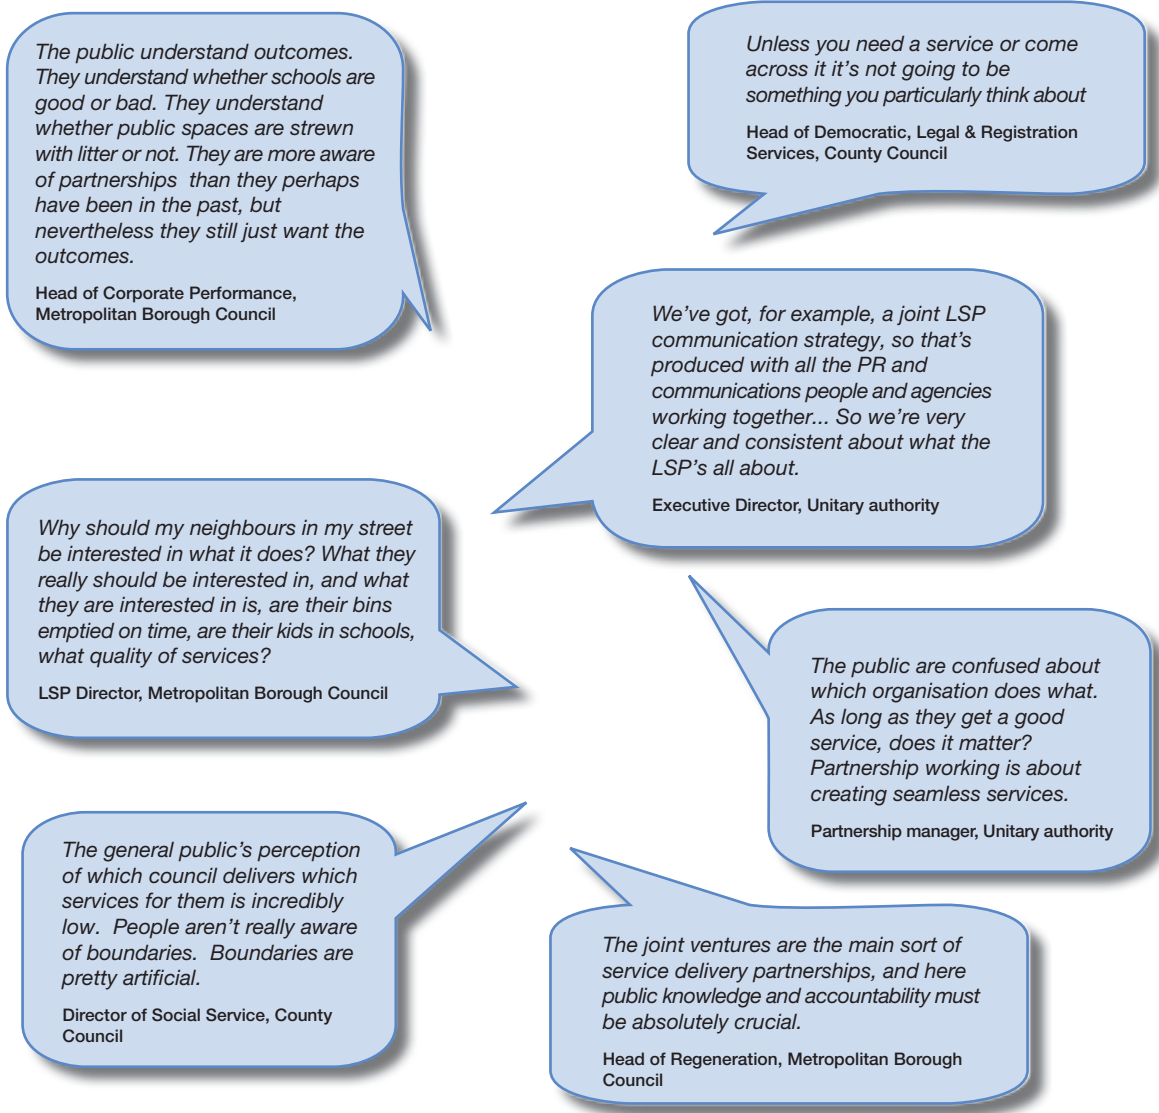 The public understand outcomes.
They understand whether schools are
good or bad. They understand
whether public spaces are strewn
with litter or not. They are more aware
of partnerships  than they perhaps
have been in the past, but
nevertheless they still just want the
outcomes.
Head of Corporate Performance,
Metropolitan Borough Council
Unless you need a service or come
across it it's not going to be
something you particularly think about
Head of Democratic, Legal & Registration
Services, County Council
We've got, for example, a joint LSP
communication strategy, so that's
produced with all the PR and
communications people and agencies
working together... So we're very
clear and consistent about what the
LSP's all about.
Executive Director, Unitary authority
Why should my neighbours in my street
be interested in what it does? What they
really should be interested in, and what
they are interested in is, are their bins
emptied on time, are their kids in schools,
what quality of services?
LSP Director, Metropolitan Borough Council
The public are confused about
which organisation does what.
As long as they get a good
service, does it matter?
Partnership working is about
creating seamless services.
Partnership manager, Unitary authority
The general public's perception
of which council delivers which
services for them is incredibly
low.  People aren't really aware
of boundaries.  Boundaries are
pretty artificial.
Director of Social Service, County
Council
The joint ventures are the main sort of
service delivery partnerships, and here
public knowledge and accountability must
be absolutely crucial.
Head of Regeneration, Metropolitan Borough
Council